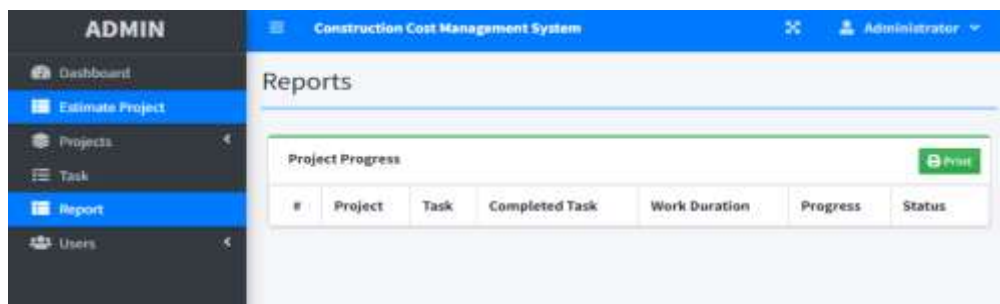 ADMIN
Construction Cost Management System
Administrator
Dashboard
Estimate Project
Projects
Task
Report
Users
Reports
Project Progress
Print
# Project Task Completed Task Work Duration Progress Status